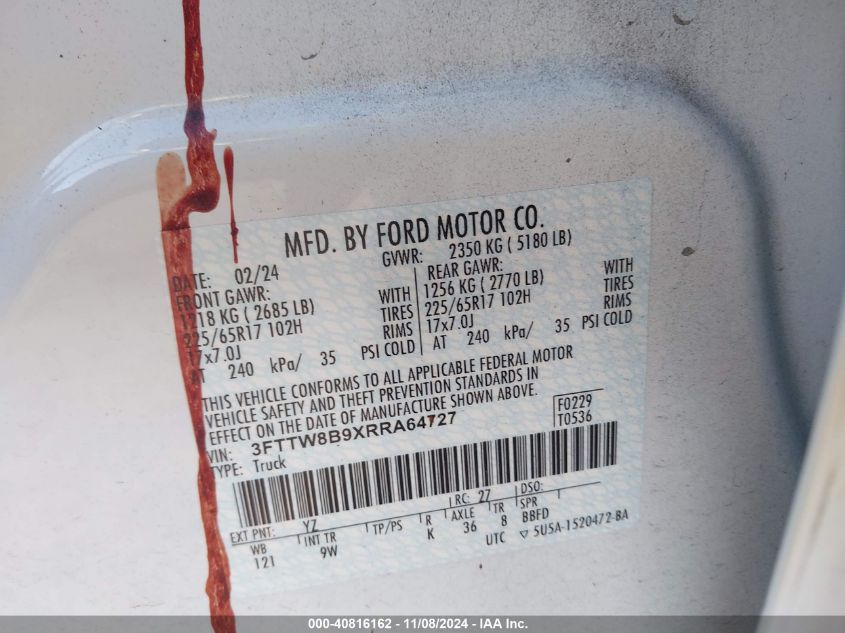 MFD. BY FORD MOTOR CO.
DATE: 02/24 GVWR: 2350 KG ( 5180 LB)
FRONT GAWR: REAR GAWR:
1218 KG ( 2685 LB) WITH 1256 KG ( 2770 LB) WITH
225/65R17 102H TIRES 225/65R17 102H TIRES
17x7.0J RIMS 17x7.0J RIMS
AT 240 kPa/ 35 PSI COLD AT 240 kPa/ 35 PSI COLD
THIS VEHICLE CONFORMS TO ALL APPLICABLE FEDERAL MOTOR
VEHICLE SAFETY AND THEFT PREVENTION STANDARDS IN
EFFECT ON THE DATE OF MANUFACTURE SHOWN ABOVE.
F0229
T0536
VIN: 3FTTW8B9XRRA64727
TYPE: Truck
EXT PNT: YZ RC: 27 DSO:
WB INT TR TP/PS R AXLE TR SPR
121 9W K 36 8 BBFD
UTC ▽ 5U5A-1520472-BA
000-40816162 - 11/08/2024 - IAA Inc.